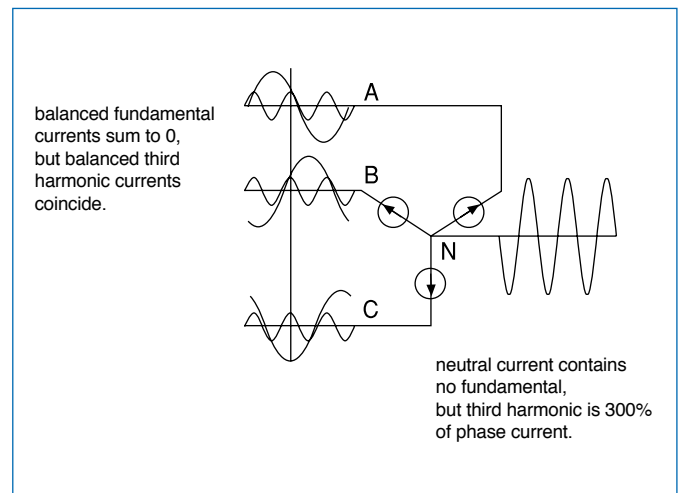 balanced fundamental
currents sum to 0,
but balanced third
harmonic currents
coincide.
A
B
N
C
neutral current contains
no fundamental,
but third harmonic is 300%
of phase current.